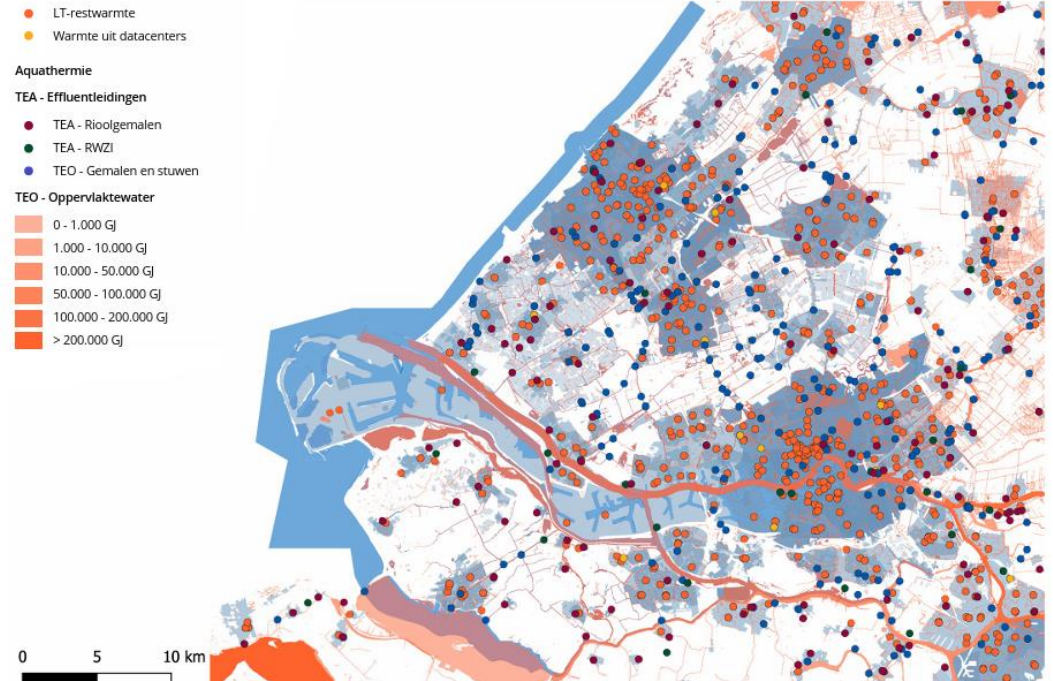 LT-restwarmte
Warmte uit datacenters
Aquathermie
TEA - Effluentleidingen
TEA - Rioolgemalen
TEA - RWZI
TEO - Gemalen en stuwen
TEO - Oppervlaktewater
0 - 1.000 GJ
1.000 - 10.000 GJ
10.000 - 50.000 GJ
50.000 - 100.000 GJ
100.000 - 200.000 GJ
> 200.000 GJ
0 5 10 km